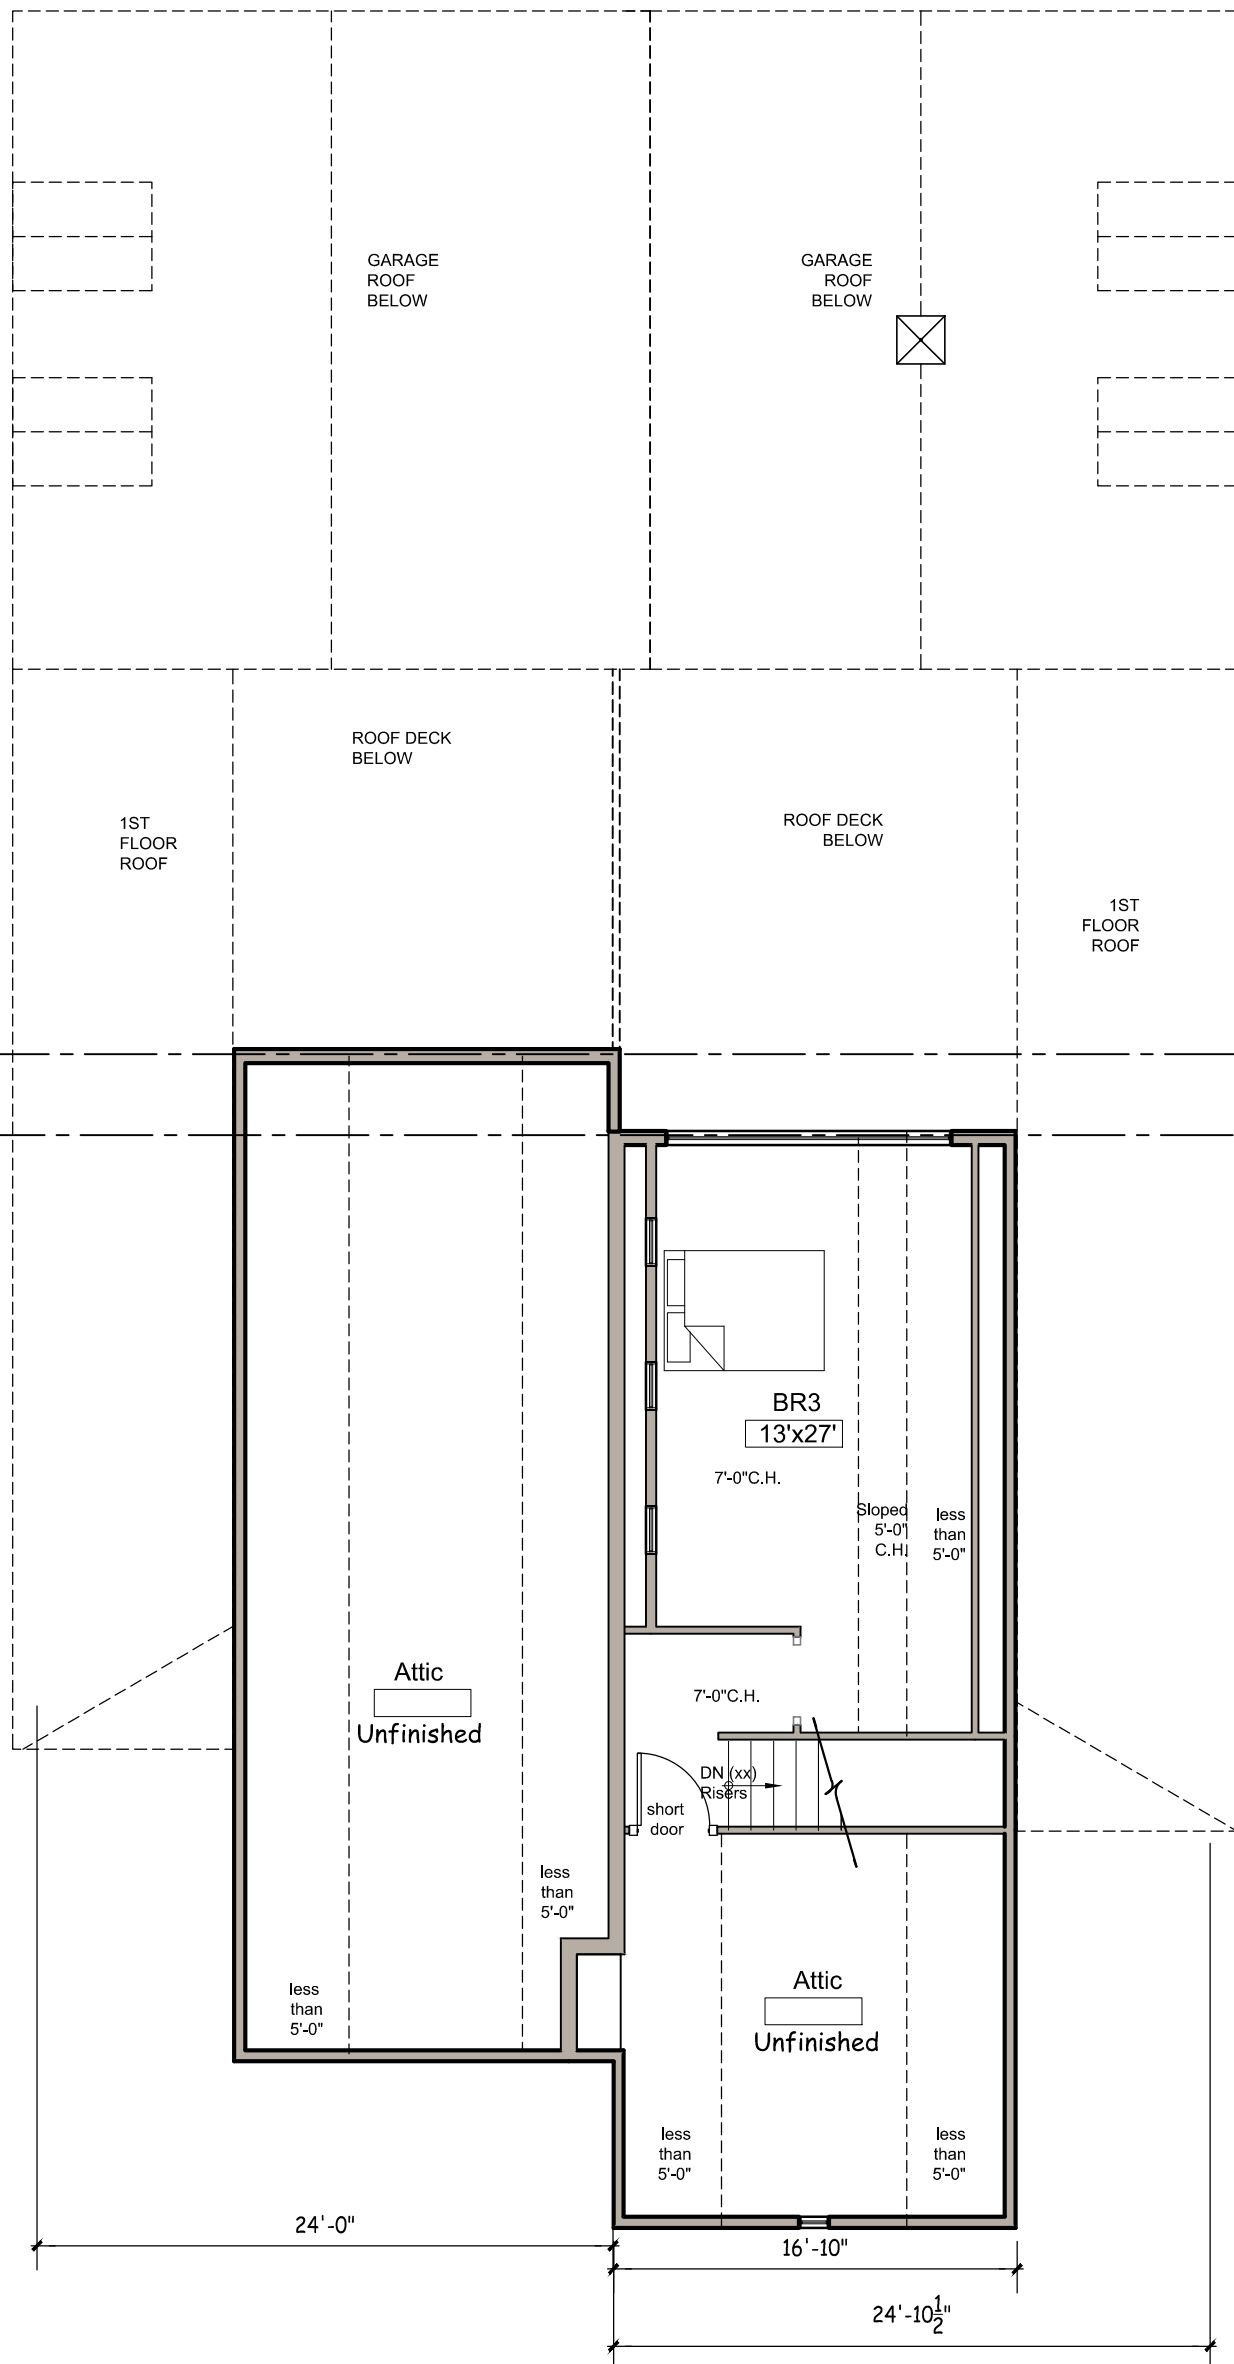 GARAGE
ROOF
BELOW
GARAGE
ROOF
BELOW
ROOF DECK
BELOW
ROOF DECK
BELOW
1ST
FLOOR
ROOF
1ST
FLOOR
ROOF
BR3
13'x27'
7'-0"C.H.
Sloped
5'-0"
C.H.
less
than
5'-0"
Attic
Unfinished
7'-0"C.H.
DN (xx)
Risers
short
door
less
than
5'-0"
less
than
5'-0"
Attic
Unfinished
less
than
5'-0"
less
than
5'-0"
24'-0"
16'-10"
24'-10½"